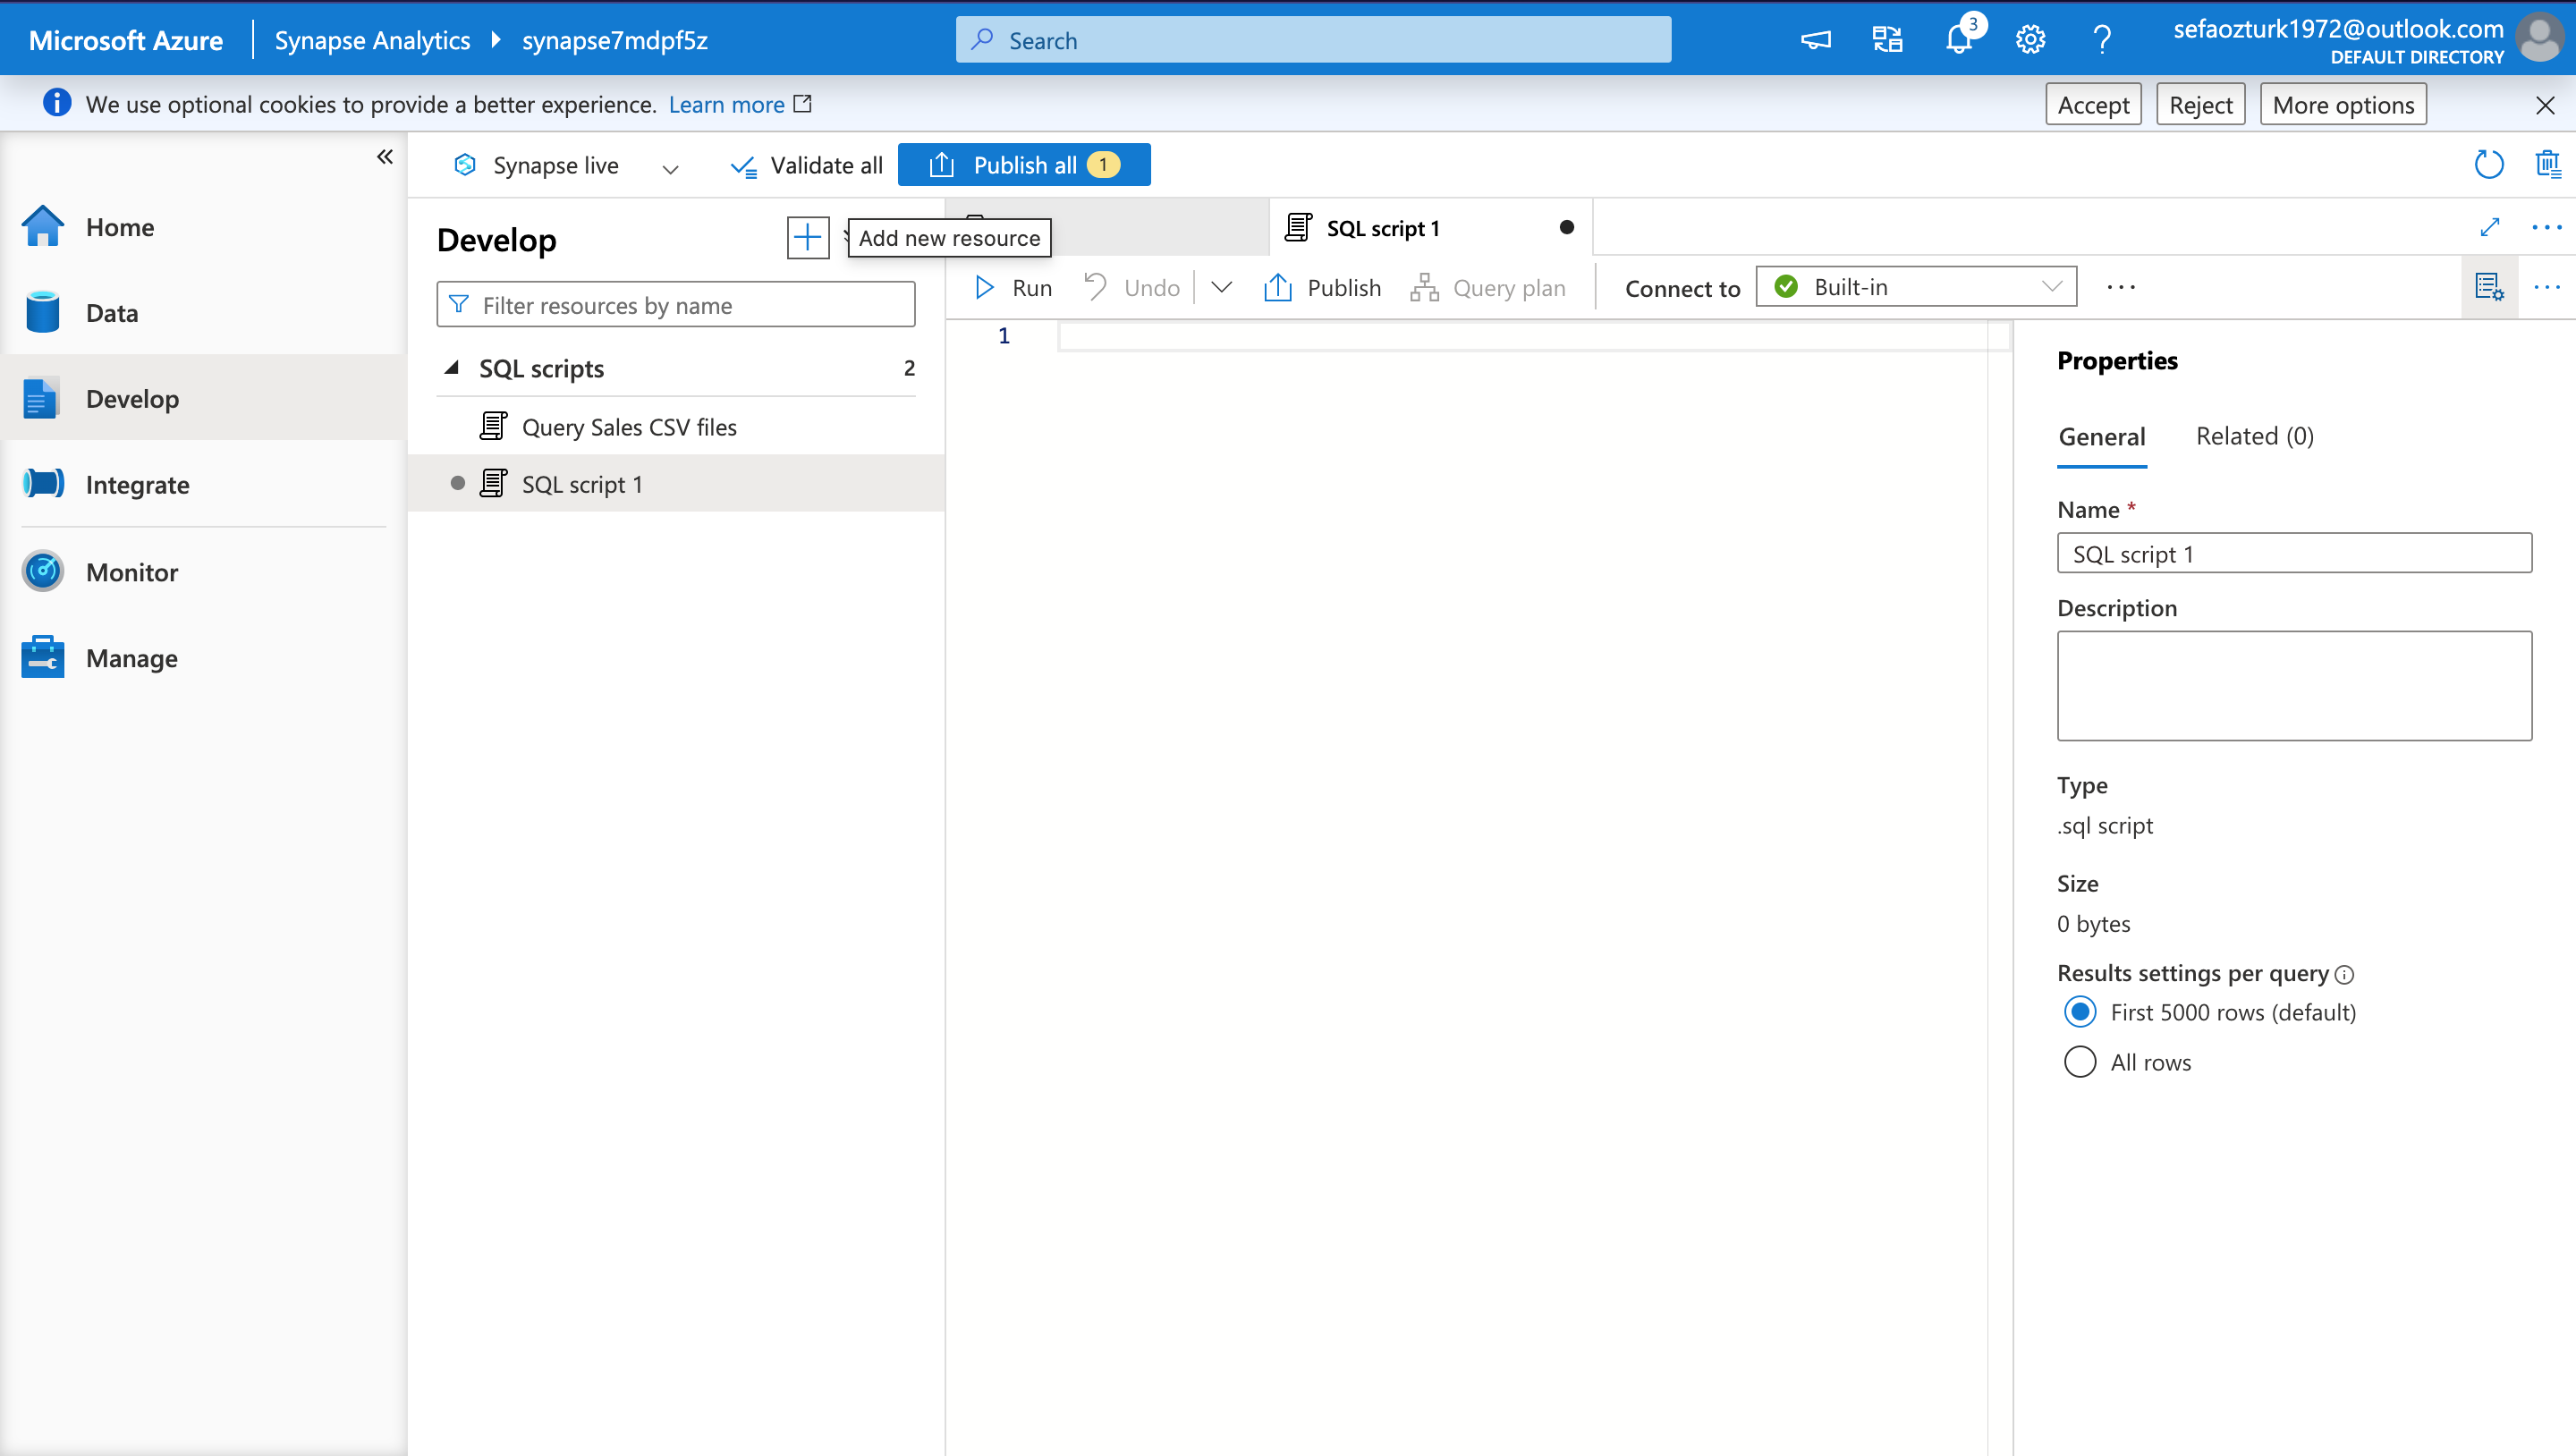 Microsoft Azure
Synapse Analytics
synapse7mdpf5z
Search
3
sefaozturk1972@outlook.com
DEFAULT DIRECTORY
We use optional cookies to provide a better experience. Learn more
Accept
Reject
More options
Synapse live
Validate all
Publish all 1
Home
Data
Develop
Integrate
Monitor
Manage
Develop
Add new resource
Filter resources by name
SQL scripts 2
Query Sales CSV files
SQL script 1
SQL script 1
Run
Undo
Publish
Query plan
Connect to
Built-in
1
Properties
General
Related (0)
Name *
SQL script 1
Description
Type
.sql script
Size
0 bytes
Results settings per query
First 5000 rows (default)
All rows